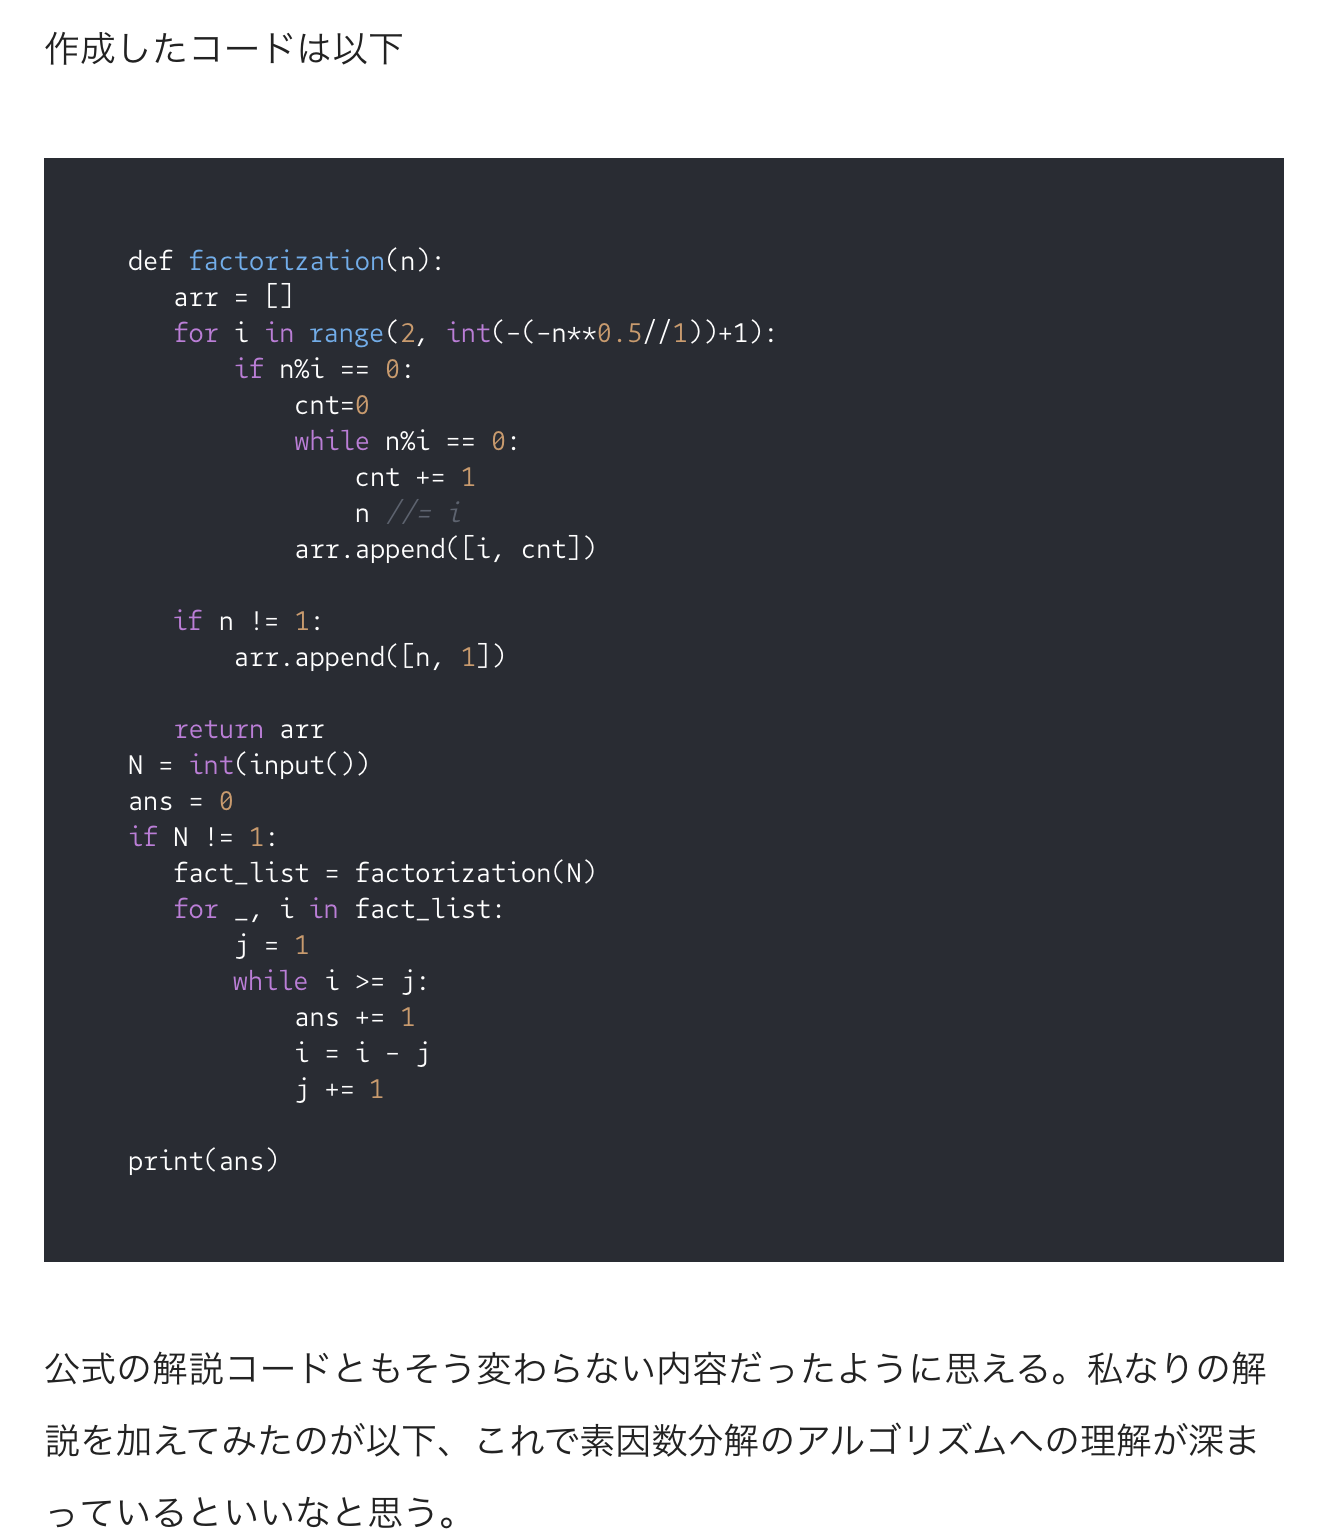 作成したコードは以下
def factorization(n):
   arr = []
   for i in range(2, int(-(-n**0.5//1))+1):
       if n%i == 0:
           cnt=0
           while n%i == 0:
               cnt += 1
               n //= i
           arr.append([i, cnt])
   if n != 1:
       arr.append([n, 1])
   return arr
N = int(input())
ans = 0
if N != 1:
   fact_list = factorization(N)
   for _, i in fact_list:
       j = 1
       while i >= j:
           ans += 1
           i = i - j
           j += 1
print(ans)
公式の解説コードともそう変わらない内容だったように思える。私なりの解
説を加えてみたのが以下、これで素因数分解のアルゴリズムへの理解が深ま
っているといいなと思う。